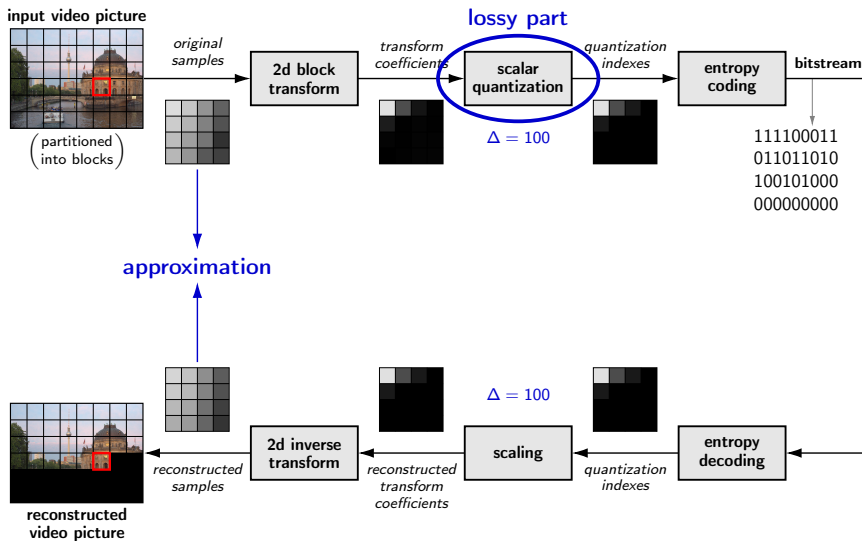 lossy part
input video picture
original
samples
2d block
transform
transform
coefficients
scalar
quantization
quantization
indexes
entropy
coding
bitstream
(partitioned
into blocks)
Δ = 100
111100011
011011010
100101000
000000000
approximation
Δ = 100
2d inverse
transform
scaling
entropy
decoding
reconstructed
samples
reconstructed
transform
coefficients
quantization
indexes
reconstructed
video picture